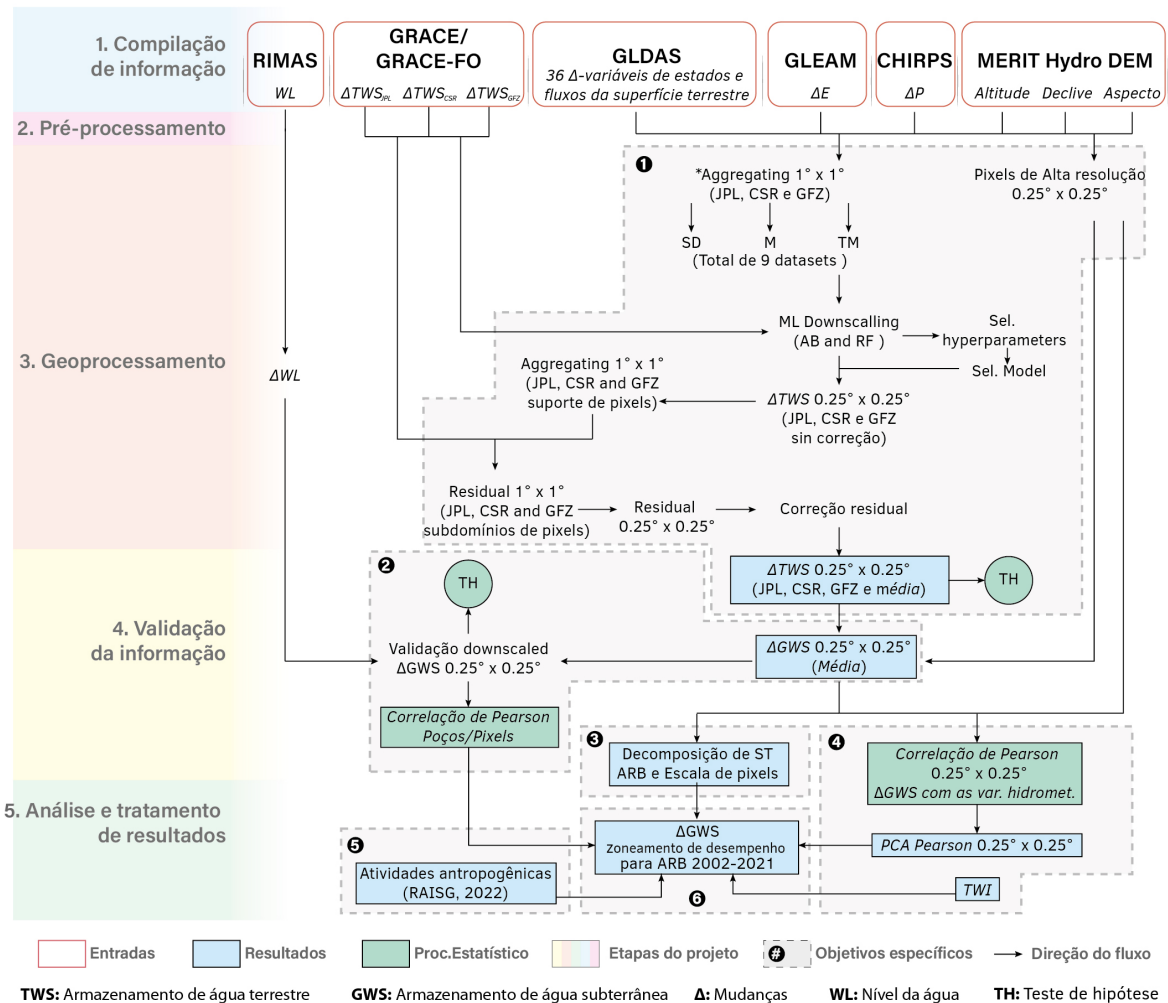 1. Compilação
de informação
RIMAS
WL
GRACE/
GRACE-FO
ΔTWSJPL ΔTWSCSR ΔTWSGFZ
GLDAS
36 Δ-variáveis de estados e
fluxos da superfície terrestre
GLEAM
ΔE
CHIRPS
ΔP
MERIT Hydro DEM
Altitude Declive Aspecto
2. Pré-processamento
3. Geoprocessamento
❶
*Aggregating 1° x 1°
(JPL, CSR e GFZ)
Pixels de Alta resolução
0.25° x 0.25°
SD M TM
(Total de 9 datasets )
ML Downscalling
(AB and RF )
Sel.
hyperparameters
Sel. Model
ΔWL
Aggregating 1° x 1°
(JPL, CSR and GFZ
suporte de pixels)
ΔTWS 0.25° x 0.25°
(JPL, CSR e GFZ
sin correção)
Residual 1° x 1°
(JPL, CSR and GFZ
subdomínios de pixels)
Residual
0.25° x 0.25°
Correção residual
4. Validação
da informação
❷
TH
ΔTWS 0.25° x 0.25°
(JPL, CSR, GFZ e média)
TH
Validação downscaled
ΔGWS 0.25° x 0.25°
ΔGWS 0.25° x 0.25°
(Média)
Correlação de Pearson
Poços/Pixels
❸
Decomposição de ST
ARB e Escala de pixels
❹
Correlação de Pearson
0.25° x 0.25°
ΔGWS com as var. hidromet.
5. Análise e tratamento
de resultados
❺
Atividades antropogênicas
(RAISG, 2022)
ΔGWS
zoneamento de desempenho
para ARB 2002-2021
❻
PCA Pearson 0.25° x 0.25°
TWI
Entradas
Resultados
Proc.Estatístico
Etapas do projeto
# Objetivos específicos
Direção do fluxo
TWS: Armazenamento de água terrestre
GWS: Armazenamento de água subterrânea
Δ: Mudanças
WL: Nível da água
TH: Teste de hipótese